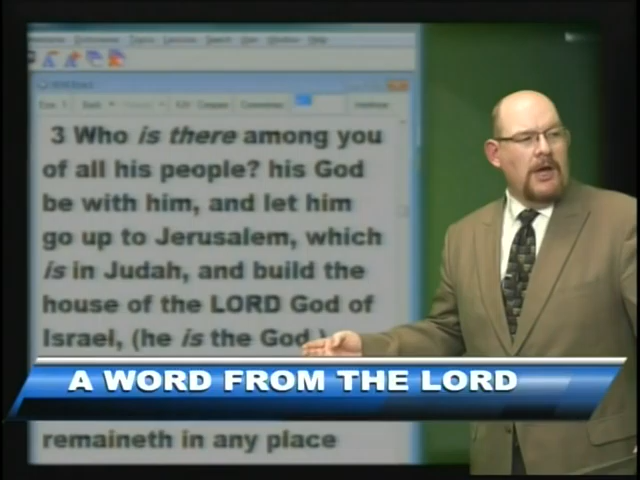 3 Who is there among you
of all his people? his God
be with him, and let him
go up to Jerusalem, which
is in Judah, and build the
house of the LORD God of
Israel, (he is the God,)
A WORD FROM THE LORD
remaineth in any place